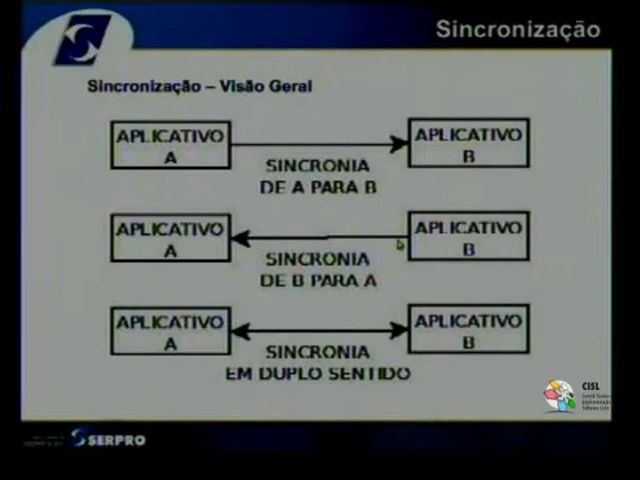 Sincronização
Sincronização – Visão Geral
APLICATIVO
A
APLICATIVO
B
SINCRONIA
DE A PARA B
APLICATIVO
A
APLICATIVO
B
SINCRONIA
DE B PARA A
APLICATIVO
A
APLICATIVO
B
SINCRONIA
EM DUPLO SENTIDO
CISL
SERPRO